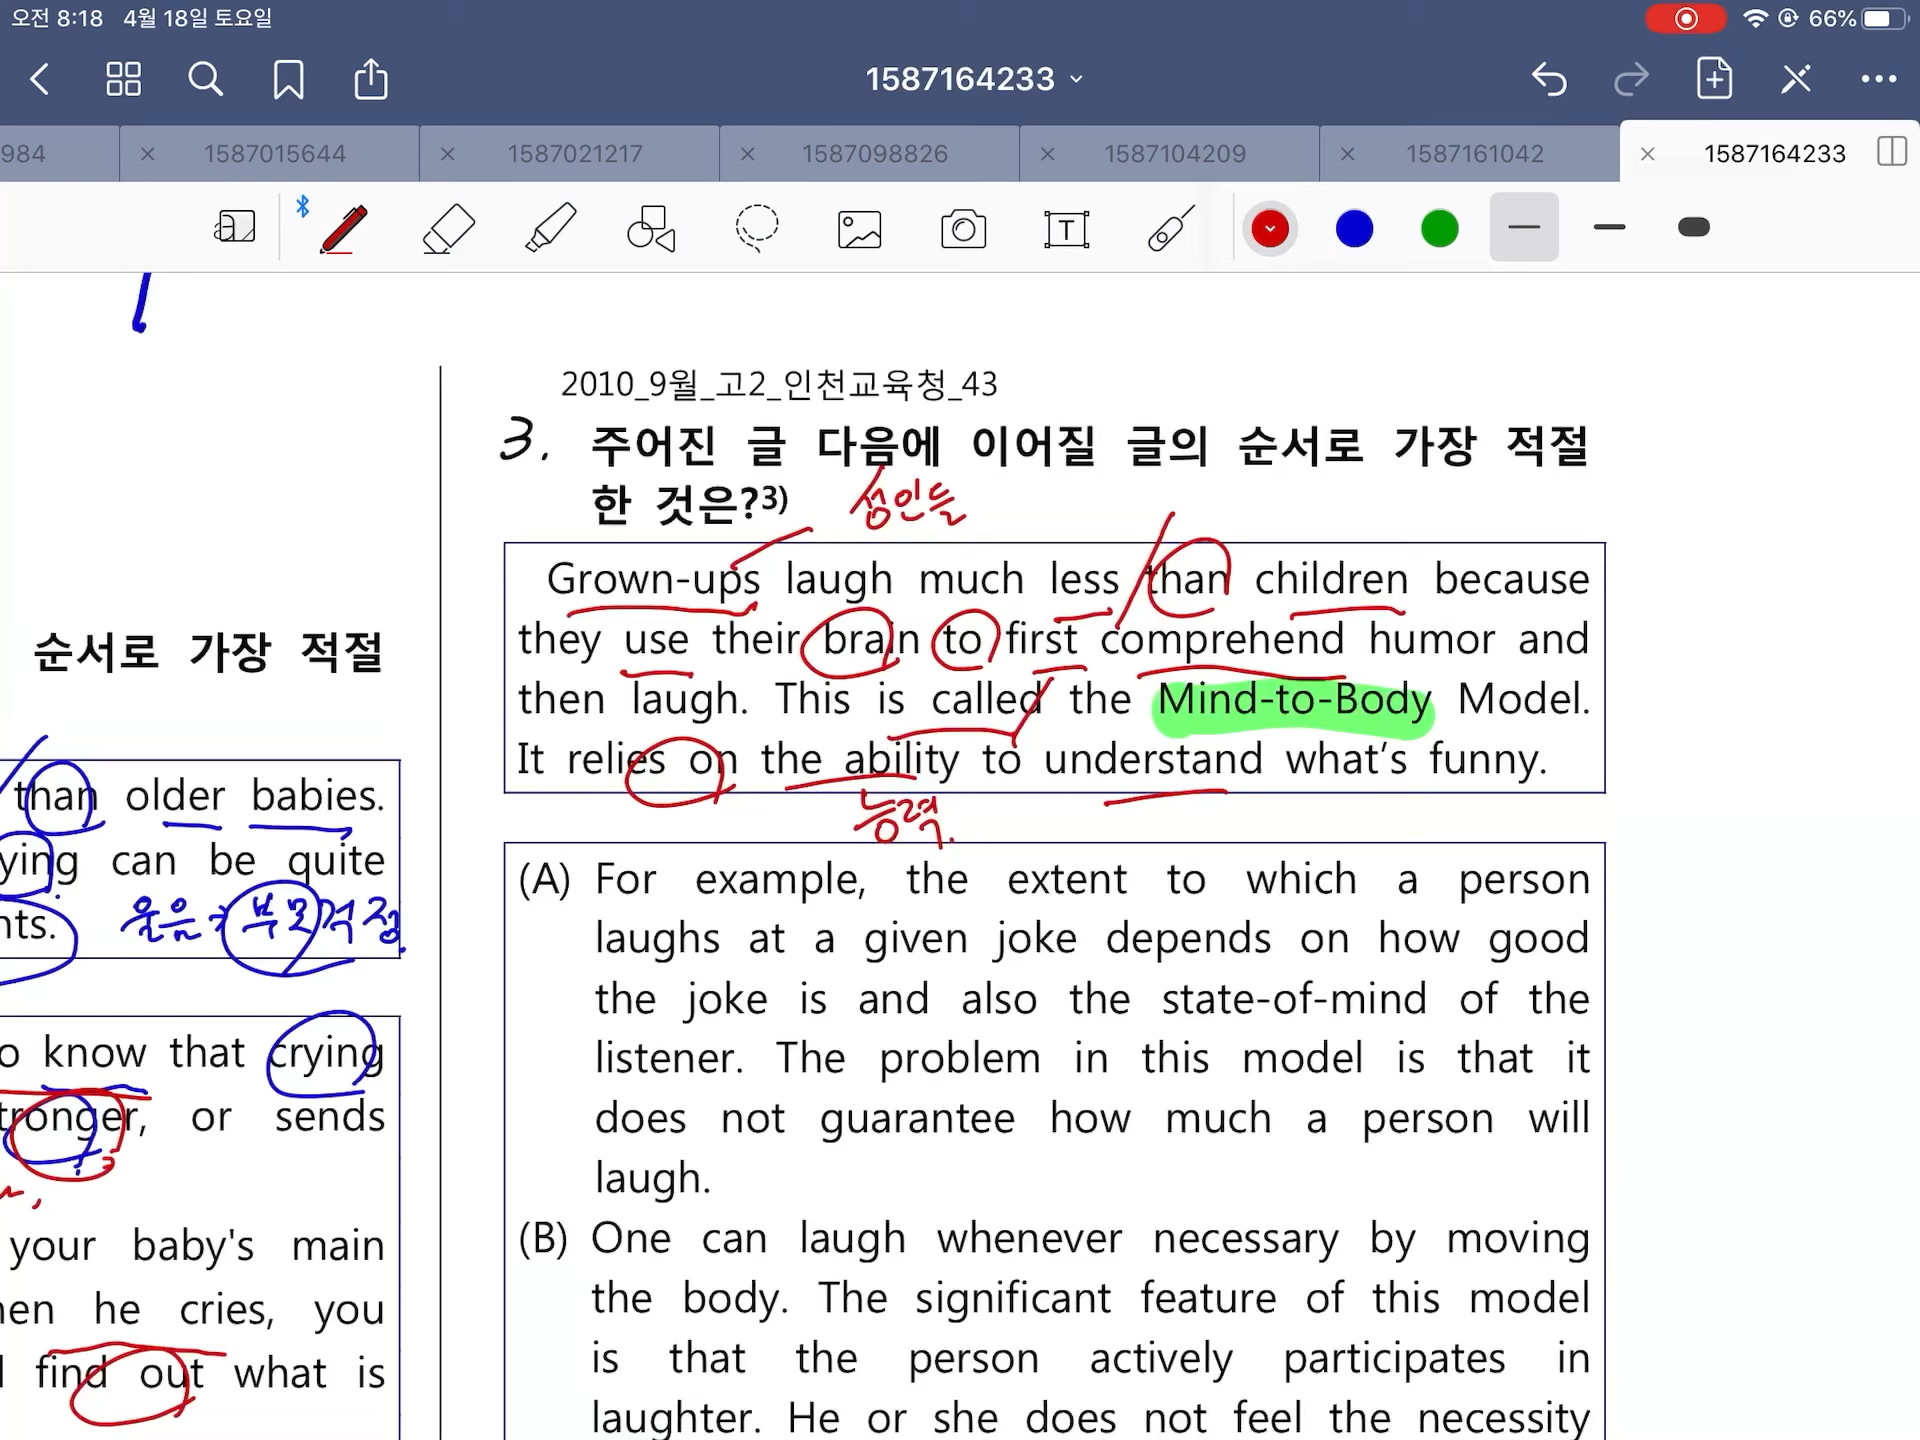 오전 8:18 4월 18일 토요일
66%
1587164233
984
1587015644
1587021217
1587098826
1587104209
1587161042
1587164233
순서로 가장 적절
than older babies.
ying can be quite
nts. 울음 부모 걱정.
o know that crying
tronger, or sends
your baby's main
hen he cries, you
find out what is
2010_9월_고2_인천교육청_43
3. 주어진 글 다음에 이어질 글의 순서로 가장 적절
한 것은?3) 성인들
Grown-ups laugh much less than children because
they use their brain to first comprehend humor and
then laugh. This is called the Mind-to-Body Model.
It relies on the ability to understand what's funny.
능력.
(A) For example, the extent to which a person
laughs at a given joke depends on how good
the joke is and also the state-of-mind of the
listener. The problem in this model is that it
does not guarantee how much a person will
laugh.
(B) One can laugh whenever necessary by moving
the body. The significant feature of this model
is that the person actively participates in
laughter. He or she does not feel the necessity